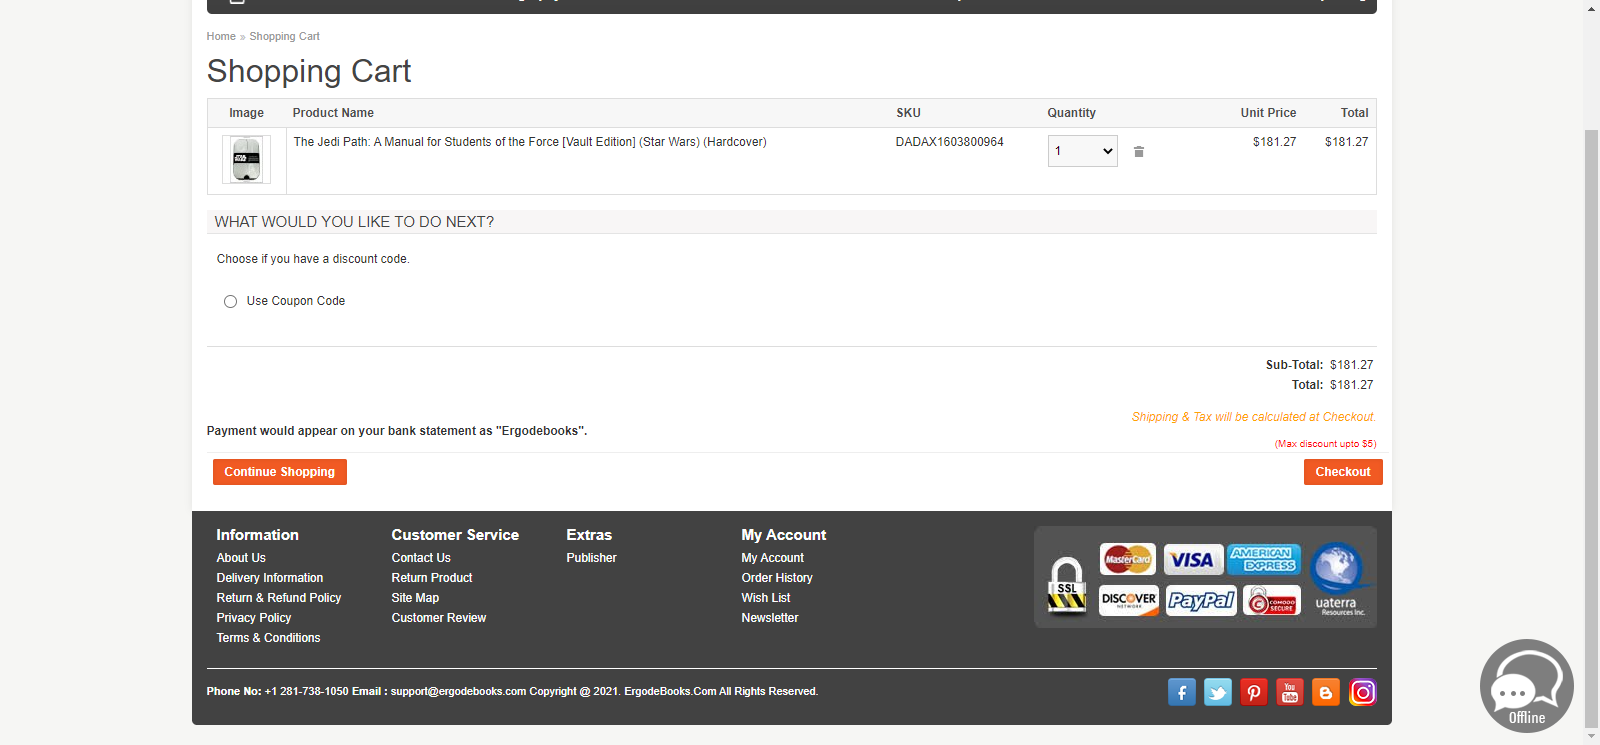 Home » Shopping Cart
Shopping Cart
Image Product Name SKU Quantity Unit Price Total
The Jedi Path: A Manual for Students of the Force [Vault Edition] (Star Wars) (Hardcover) DADAX1603800964 1 $181.27 $181.27
WHAT WOULD YOU LIKE TO DO NEXT?
Choose if you have a discount code.
Use Coupon Code
Sub-Total: $181.27
Total: $181.27
Shipping & Tax will be calculated at Checkout.
Payment would appear on your bank statement as "Ergodebooks".
(Max discount upto $5)
Continue Shopping Checkout
Information Customer Service Extras My Account
About Us Contact Us Publisher My Account
Delivery Information Return Product Order History
Return & Refund Policy Site Map Wish List
Privacy Policy Customer Review Newsletter
Terms & Conditions
SSL MasterCard VISA AMERICAN EXPRESS
DISCOVER NETWORK PayPal COMODO SECURE uaterra Resources Inc.
Phone No: +1 281-738-1050 Email : support@ergodebooks.com Copyright @ 2021. ErgodeBooks.Com All Rights Reserved.
You Tube
Offline